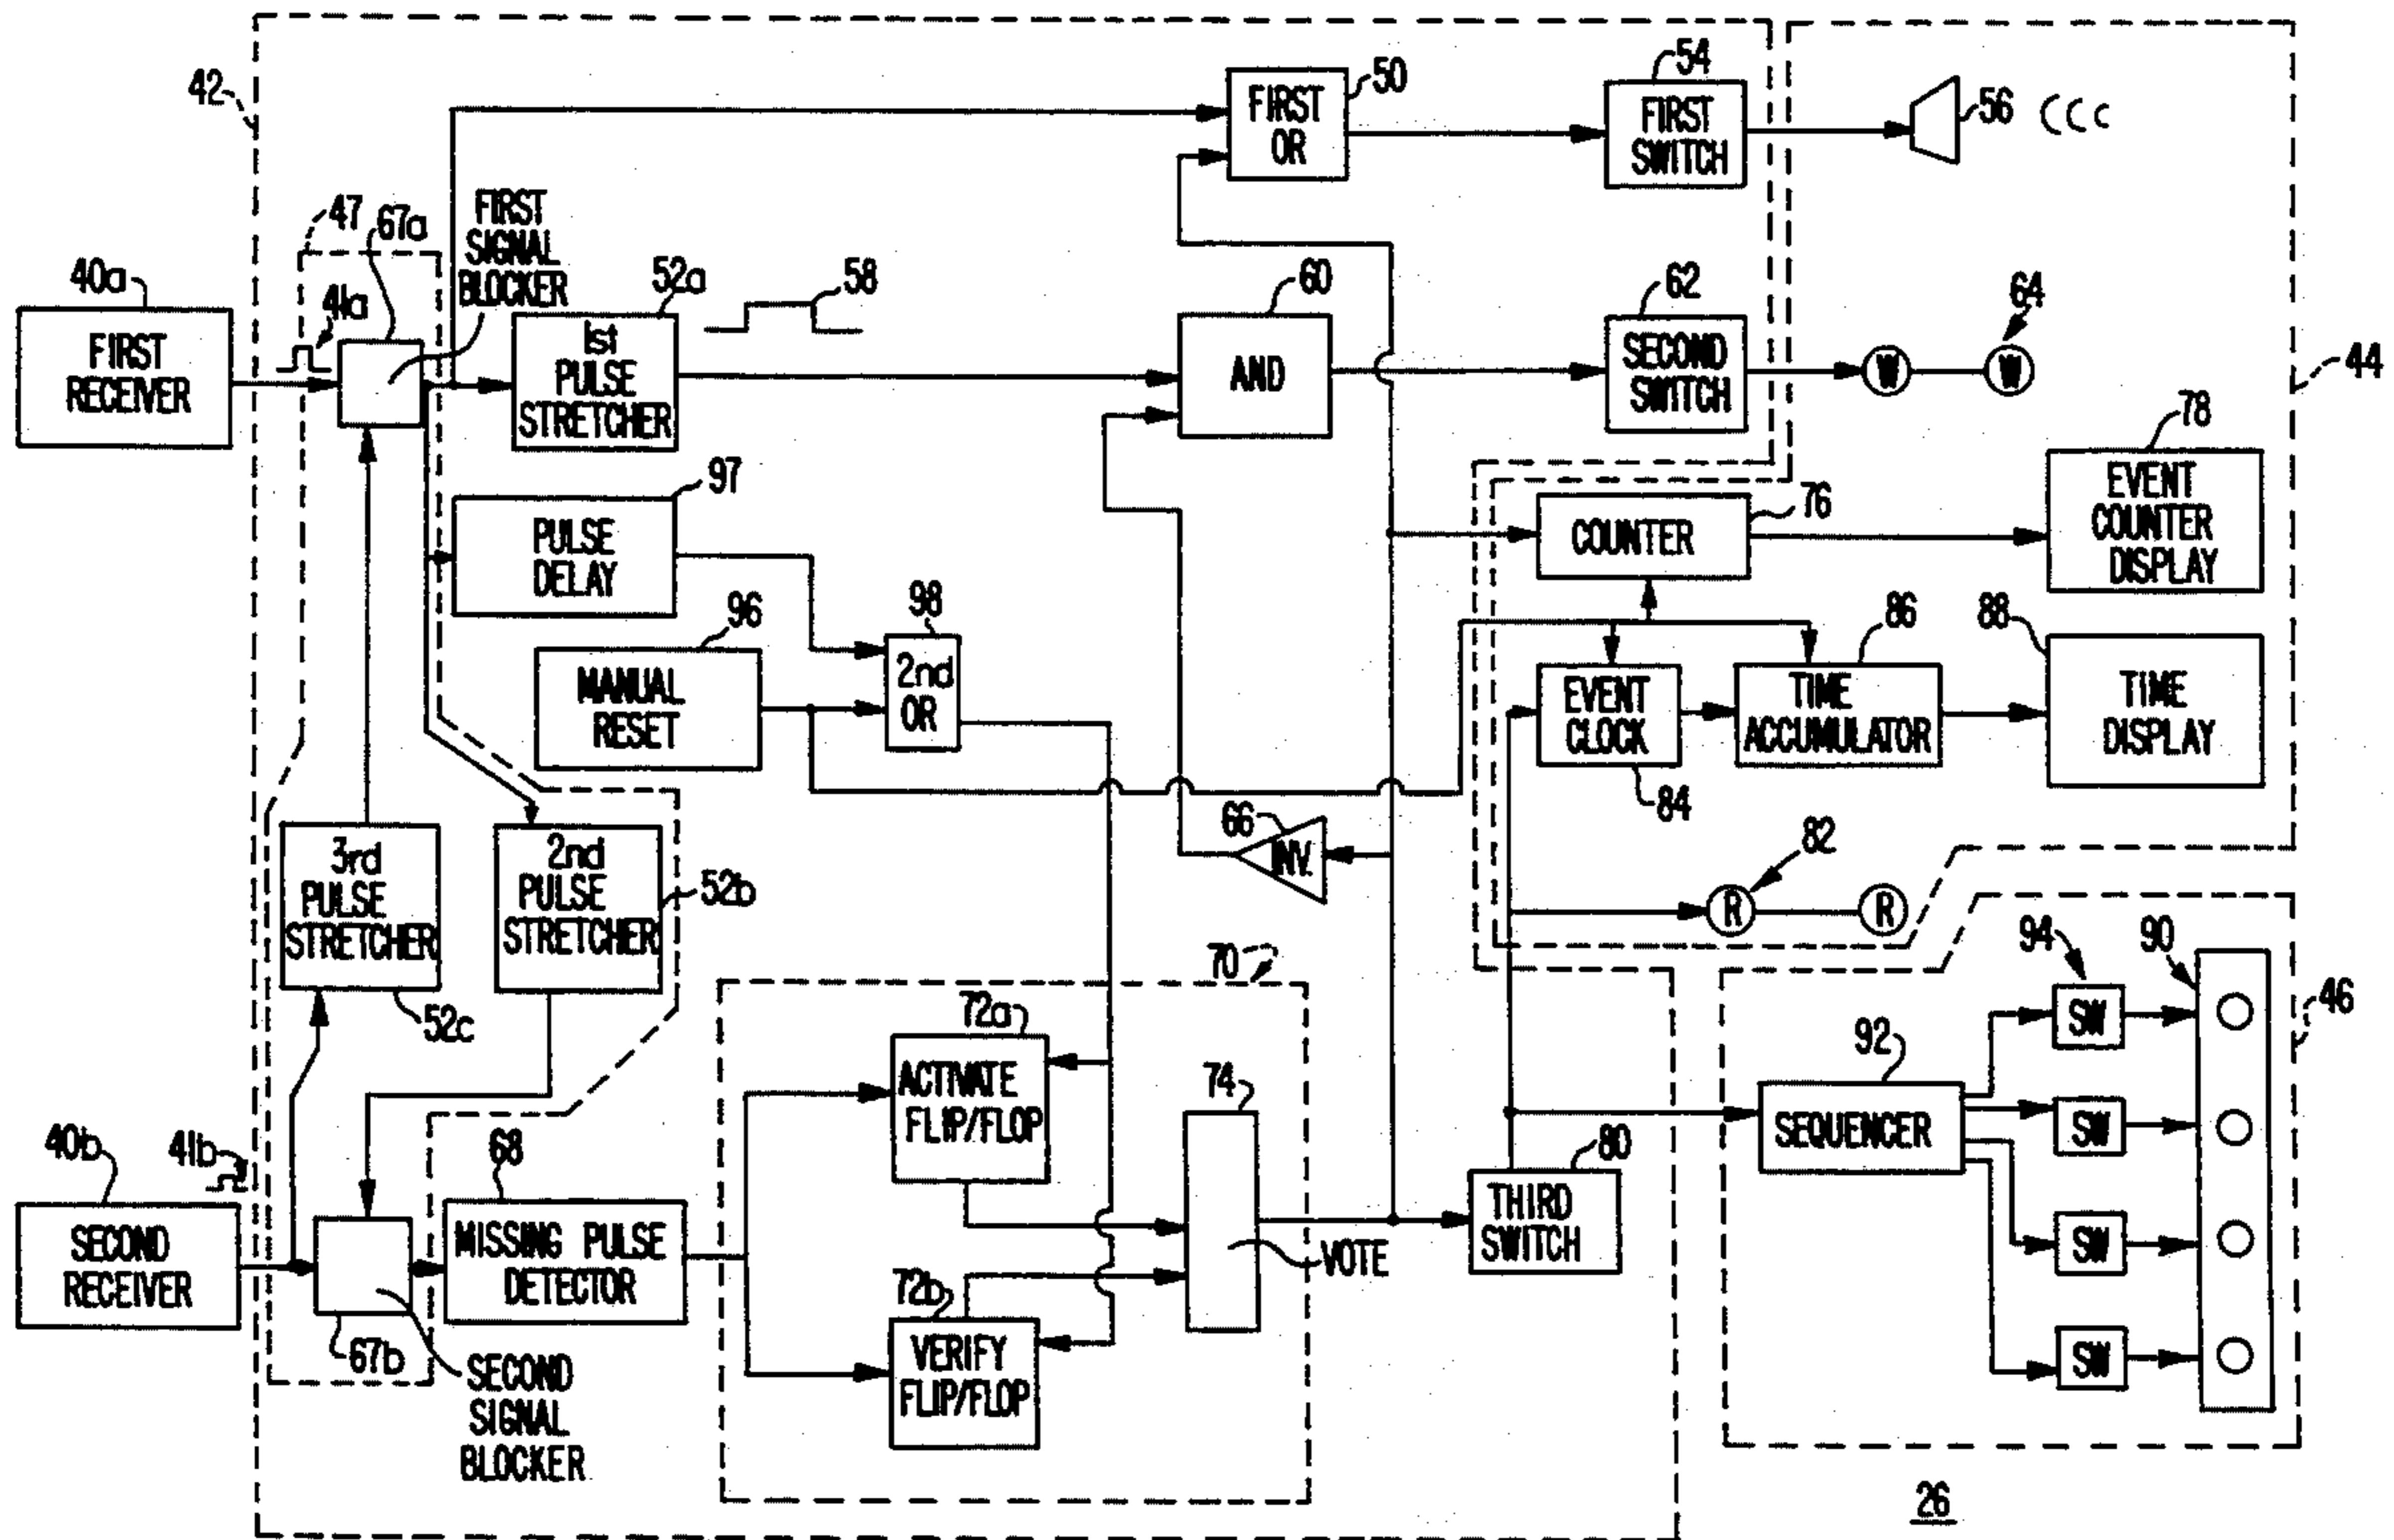 42
50
FIRST
OR
54
FIRST
SWITCH
56
47
67a
FIRST
SIGNAL
BLOCKER
40a
FIRST
RECEIVER
41a
52a
1st
PULSE
STRETCHER
58
60
AND
62
SECOND
SWITCH
64
W
W
44
78
EVENT
COUNTER
DISPLAY
97
PULSE
DELAY
76
COUNTER
96
MANUAL
RESET
98
2nd
OR
86
TIME
ACCUMULATOR
88
TIME
DISPLAY
EVENT
CLOCK
84
66
INV.
82
R
R
3rd
PULSE
STRETCHER
52c
2nd
PULSE
STRETCHER
52b
70
72a
ACTIVATE
FLIP/FLOP
74
VOTE
80
THIRD
SWITCH
92
SEQUENCER
94
90
46
SW
SW
SW
SW
40b
SECOND
RECEIVER
41b
67b
SECOND
SIGNAL
BLOCKER
68
MISSING PULSE
DETECTOR
72b
VERIFY
FLIP/FLOP
26